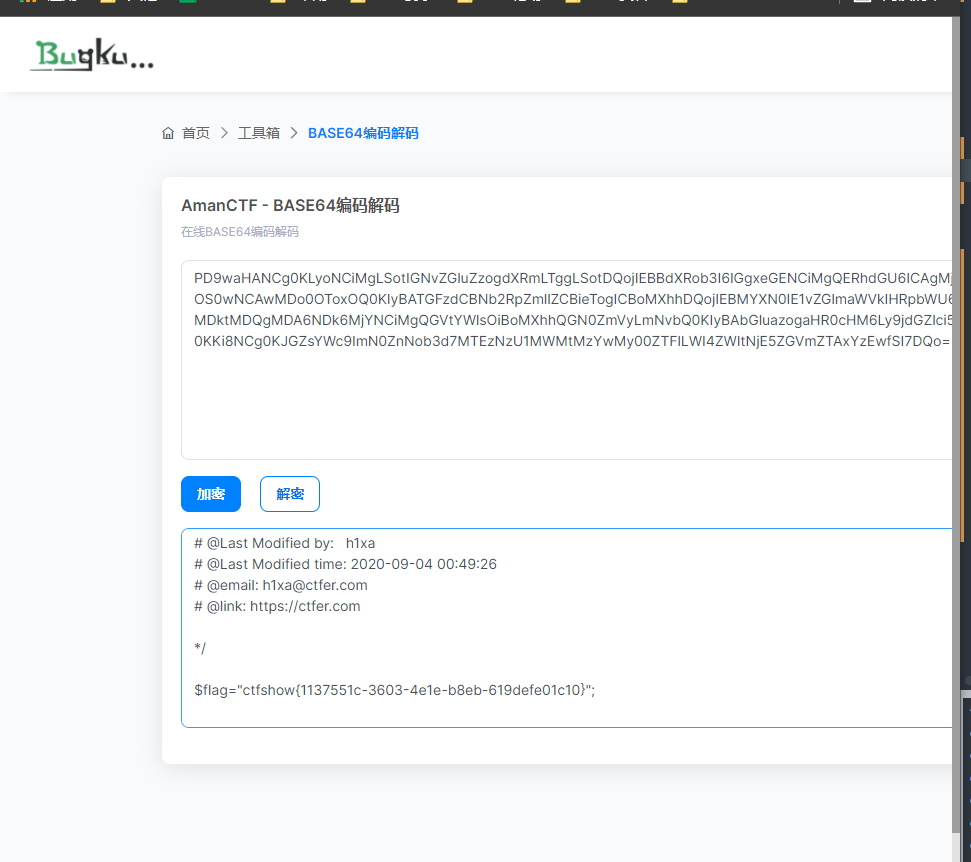 Bugku...
首页
工具箱
BASE64编码解码
AmanCTF - BASE64编码解码
在线BASE64编码解码
PD9waHANCg0KLyoNCiMgLSotIGNvZGluZzogdXRmLTggLSotDQojIEBBdXRob3I6IGgxeGENCiMgQERhdGU6ICAgMj
OS0wNCAwMDo0OToxOQ0KIyBATGFzdCBNb2RpZmllZCBieTogICBoMXhhDQojIEBMYXN0IE1vZGlmaWVkIHRpbWU6
MDktMDQgMDA6NDk6MjYNCiMgQGVtYWlsOiBoMXhhQGN0ZmVyLmNvbQ0KIyBAbGluazogaHR0cHM6Ly9jdGZlci5
0KKi8NCg0KJGZsYWc9ImN0ZnNob3d7MTEzNzU1MWMtMzYwMy00ZTFlLWI4ZWItNjE5ZGVmZTAxYzEwfSI7DQo=
加密
解密
# @Last Modified by:   h1xa
# @Last Modified time: 2020-09-04 00:49:26
# @email: h1xa@ctfer.com
# @link: https://ctfer.com
*/
$flag="ctfshow{1137551c-3603-4e1e-b8eb-619defe01c10}";